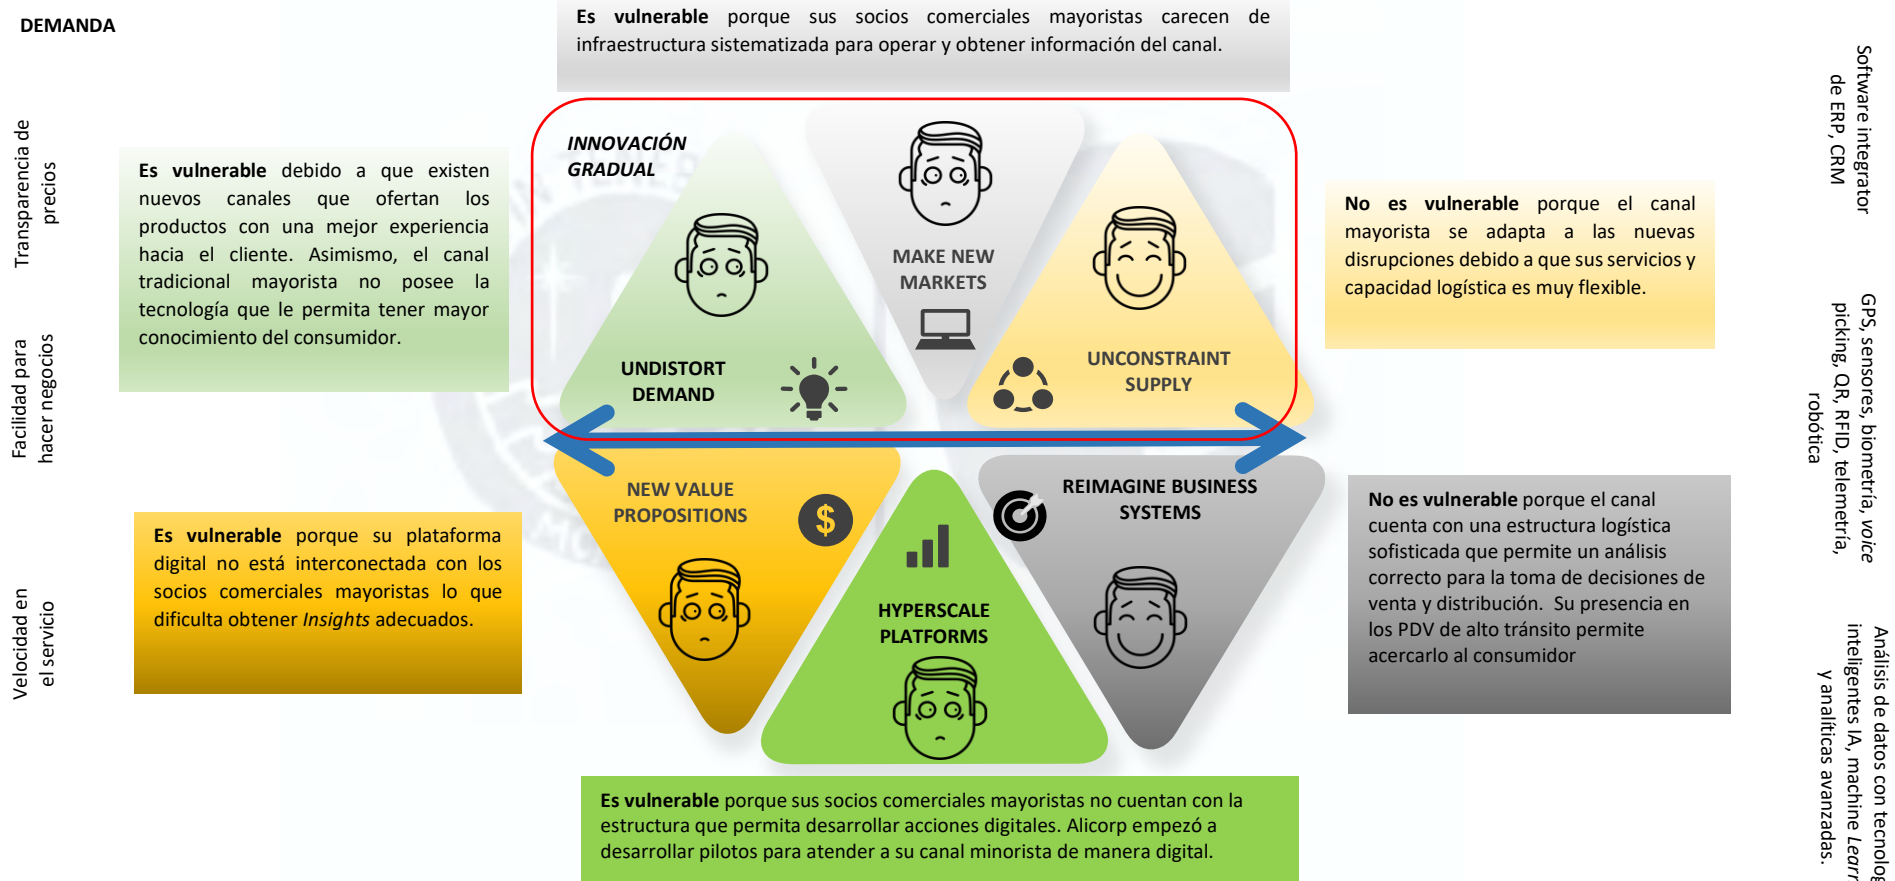 DEMANDA
Es vulnerable porque sus socios comerciales mayoristas carecen de
infraestructura sistematizada para operar y obtener información del canal.
Transparencia de
precios
Facilidad para
hacer negocios
Velocidad en
el servicio
Es vulnerable debido a que existen
nuevos canales que ofertan los
productos con una mejor experiencia
hacia el cliente. Asimismo, el canal
tradicional mayorista no posee la
tecnología que le permita tener mayor
conocimiento del consumidor.
INNOVACIÓN
GRADUAL
MAKE NEW
MARKETS
UNDISTORT
DEMAND
UNCONSTRAINT
SUPPLY
No es vulnerable porque el canal
mayorista se adapta a las nuevas
disrupciones debido a que sus servicios y
capacidad logística es muy flexible.
Es vulnerable porque su plataforma
digital no está interconectada con los
socios comerciales mayoristas lo que
dificulta obtener Insights adecuados.
NEW VALUE
PROPOSITIONS
$
HYPERSCALE
PLATFORMS
REIMAGINE BUSINESS
SYSTEMS
No es vulnerable porque el canal
cuenta con una estructura logística
sofisticada que permite un análisis
correcto para la toma de decisiones de
venta y distribución. Su presencia en
los PDV de alto tránsito permite
acercarlo al consumidor
Es vulnerable porque sus socios comerciales mayoristas no cuentan con la
estructura que permita desarrollar acciones digitales. Alicorp empezó a
desarrollar pilotos para atender a su canal minorista de manera digital.
Software integrator
de ERP, CRM
GPS, sensores, biometría, voice
picking, QR, RFID, telemetría,
robótica
Análisis de datos con
inteligentes IA, machine
y analíticas avanzadas.